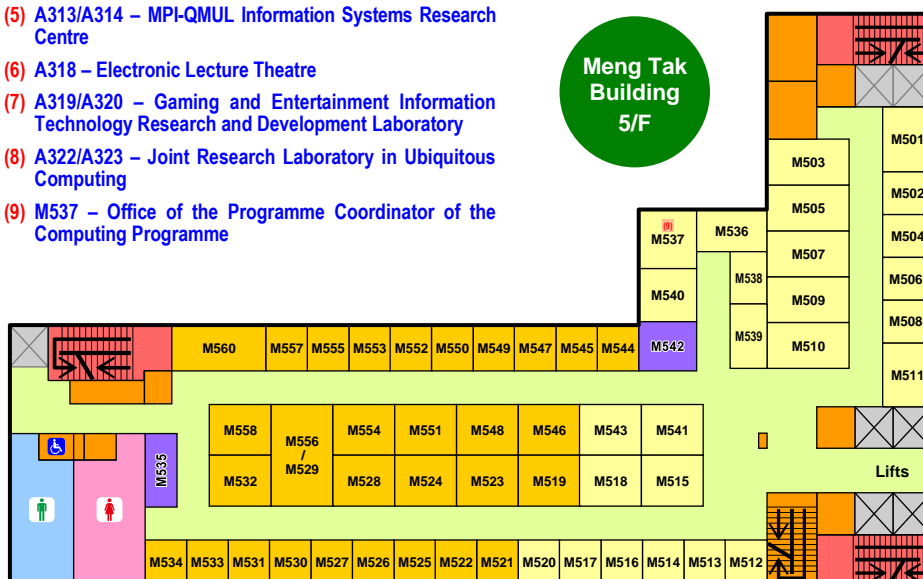 (5) A313/A314 – MPI-QMUL Information Systems Research
Centre
(6) A318 – Electronic Lecture Theatre
(7) A319/A320 – Gaming and Entertainment Information
Technology Research and Development Laboratory
(8) A322/A323 – Joint Research Laboratory in Ubiquitous
Computing
(9) M537 – Office of the Programme Coordinator of the
Computing Programme
Meng Tak
Building
5/F
M501
M503
M502
M505
(9)
M537
M536
M504
M507
M538
M506
M540
M509
M508
M539
M542
M510
M560
M557
M555
M553
M552
M550
M549
M547
M545
M544
M511
M558
M556
/
M529
M554
M551
M548
M546
M543
M541
M535
M532
M528
M524
M523
M519
M518
M515
Lifts
M534
M533
M531
M530
M527
M526
M525
M522
M521
M520
M517
M516
M514
M513
M512